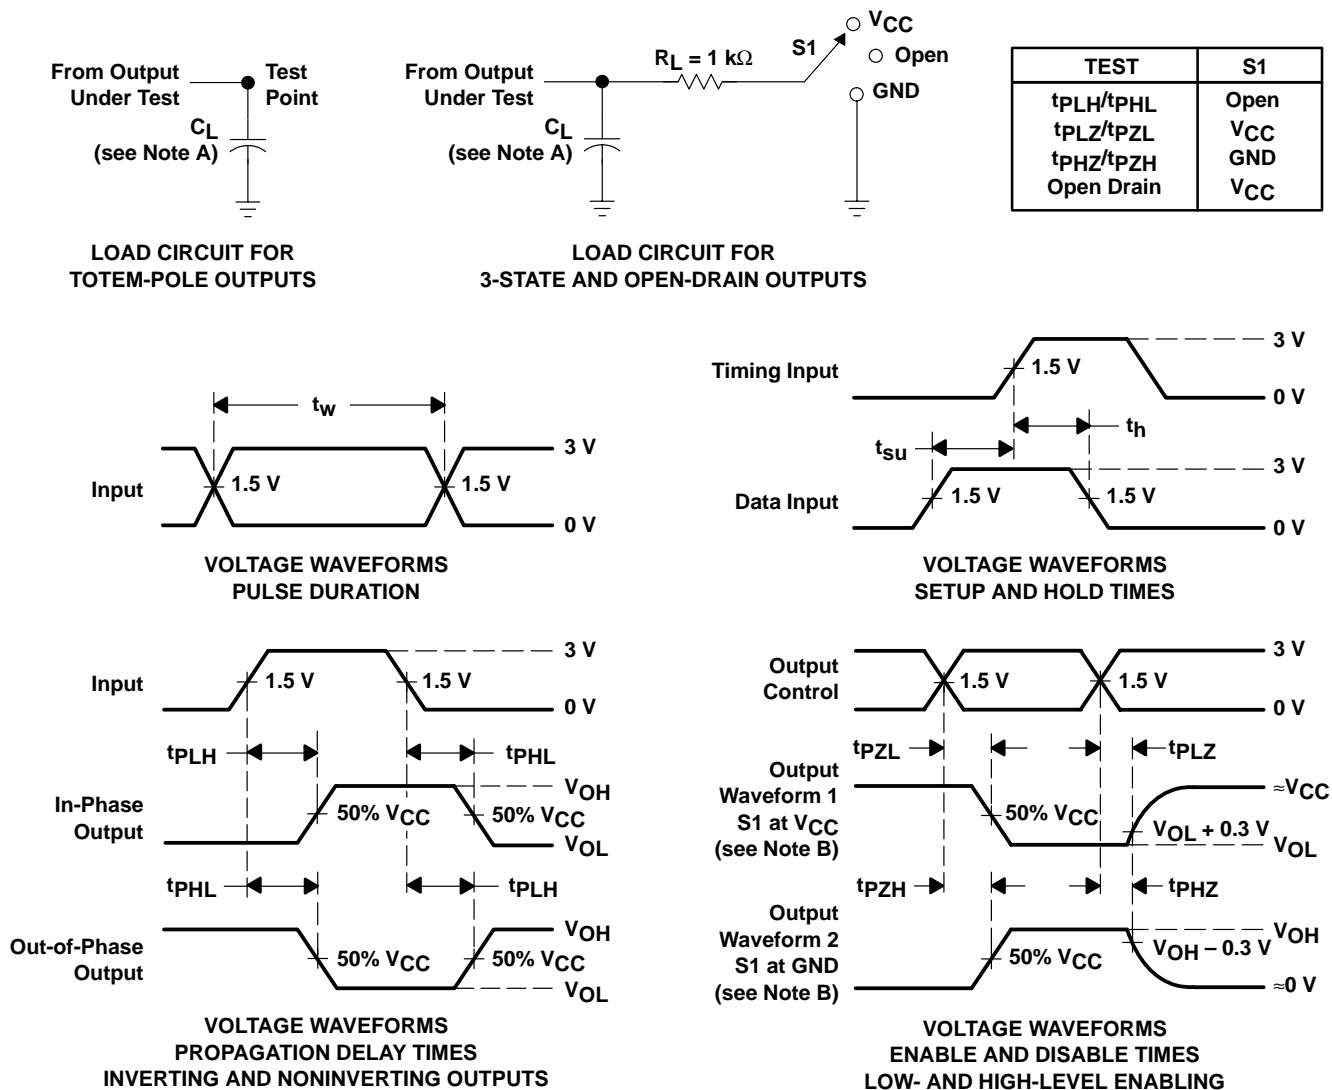 From Output
Under Test
Test
Point
CL
(see Note A)
LOAD CIRCUIT FOR
TOTEM-POLE OUTPUTS
From Output
Under Test
RL = 1 kΩ
S1
VCC
Open
GND
CL
(see Note A)
LOAD CIRCUIT FOR
3-STATE AND OPEN-DRAIN OUTPUTS
TEST S1
tPLH/tPHL Open
tPLZ/tPZL VCC
tPHZ/tPZH GND
Open Drain VCC
tw
Input
1.5 V
1.5 V
3 V
0 V
VOLTAGE WAVEFORMS
PULSE DURATION
Timing Input
1.5 V
3 V
0 V
th
tsu
Data Input
1.5 V
1.5 V
3 V
0 V
VOLTAGE WAVEFORMS
SETUP AND HOLD TIMES
Input
1.5 V
1.5 V
3 V
0 V
tPLH
tPHL
In-Phase
Output
50% VCC
50% VCC
VOH
VOL
tPHL
tPLH
Out-of-Phase
Output
50% VCC
50% VCC
VOH
VOL
VOLTAGE WAVEFORMS
PROPAGATION DELAY TIMES
INVERTING AND NONINVERTING OUTPUTS
Output
Control
1.5 V
1.5 V
3 V
0 V
tPZL
tPLZ
Output
Waveform 1
S1 at VCC
(see Note B)
50% VCC
≈VCC
VOL + 0.3 V
VOL
tPZH
tPHZ
Output
Waveform 2
S1 at GND
(see Note B)
50% VCC
VOH
VOH – 0.3 V
≈0 V
VOLTAGE WAVEFORMS
ENABLE AND DISABLE TIMES
LOW- AND HIGH-LEVEL ENABLING